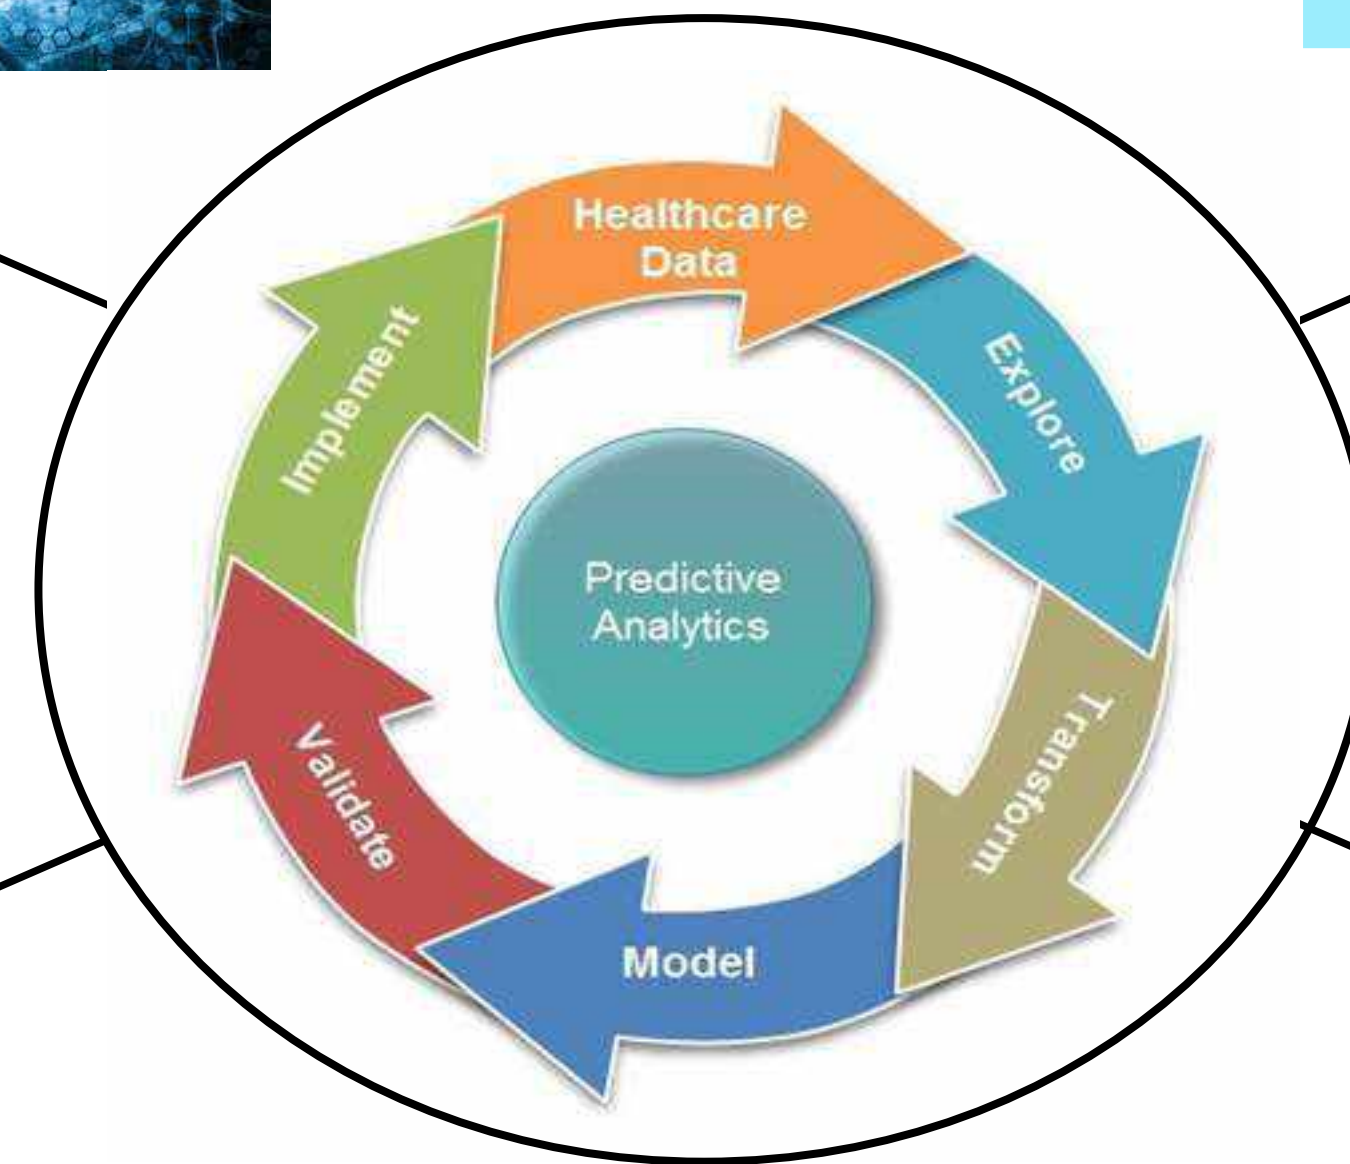 Healthcare
Data
Explore
Transform
Model
Validate
Implement
Predictive
Analytics